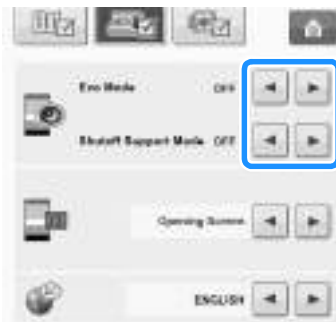 Eco Mode OFF
Shutoff Support Mode OFF
Opening Screen
ENGLISH